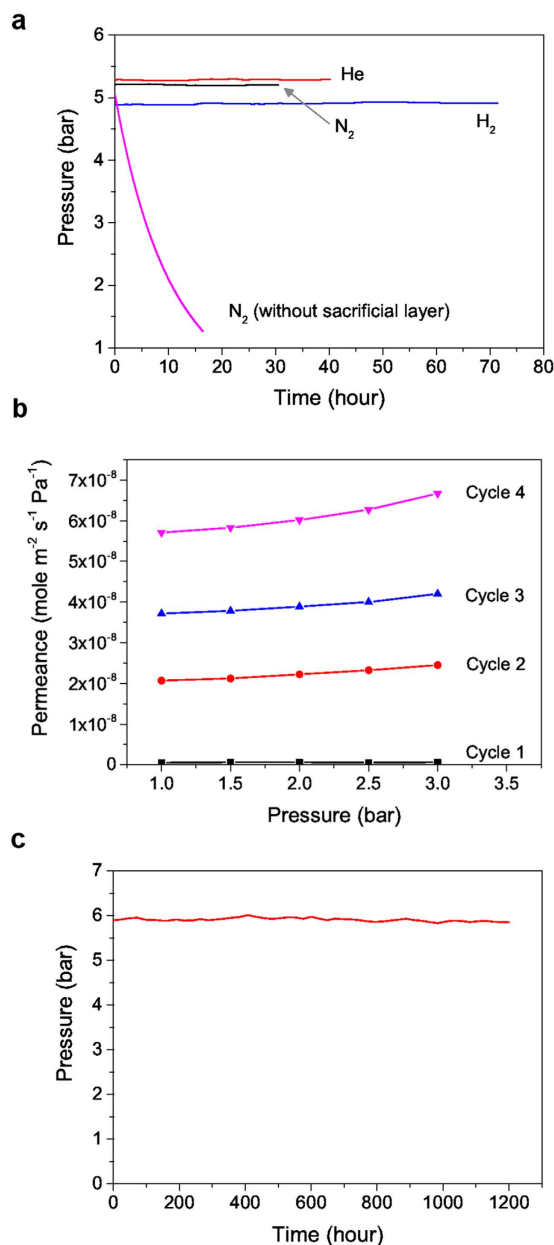 a
6
5
4
3
2
1
Pressure (bar)
He
N₂
H₂
N₂ (without sacrificial layer)
0 10 20 30 40 50 60 70 80
Time (hour)
b
7x10⁻⁸
6x10⁻⁸
5x10⁻⁸
4x10⁻⁸
3x10⁻⁸
2x10⁻⁸
1x10⁻⁸
0
Permeance (mole m⁻² s⁻¹ Pa⁻¹)
Cycle 4
Cycle 3
Cycle 2
Cycle 1
1.0 1.5 2.0 2.5 3.0 3.5
Pressure (bar)
c
7
6
5
4
3
2
1
0
Pressure (bar)
0 200 400 600 800 1000 1200
Time (hour)